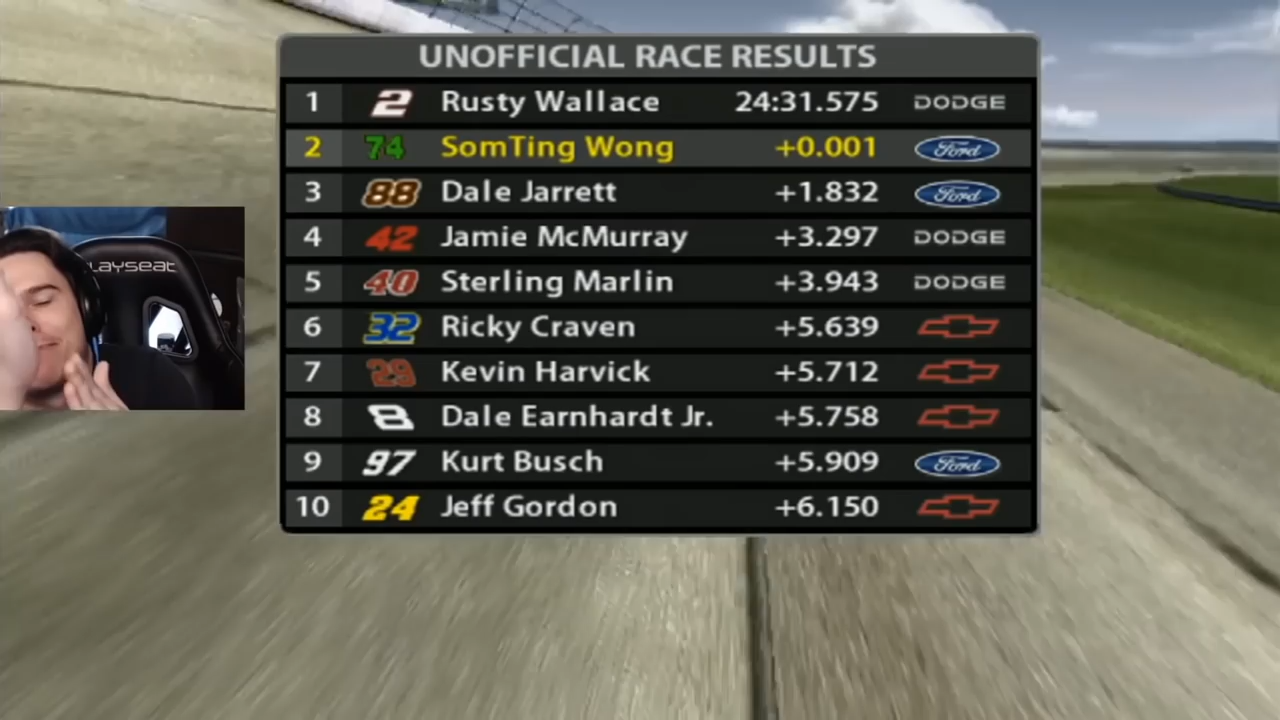 UNOFFICIAL RACE RESULTS
1 2 Rusty Wallace 24:31.575 DODGE
2 74 SomTing Wong +0.001 Ford
3 88 Dale Jarrett +1.832 Ford
4 42 Jamie McMurray +3.297 DODGE
5 40 Sterling Marlin +3.943 DODGE
6 32 Ricky Craven +5.639
7 29 Kevin Harvick +5.712
8 8 Dale Earnhardt Jr. +5.758
9 97 Kurt Busch +5.909 Ford
10 24 Jeff Gordon +6.150
LAYSEAT